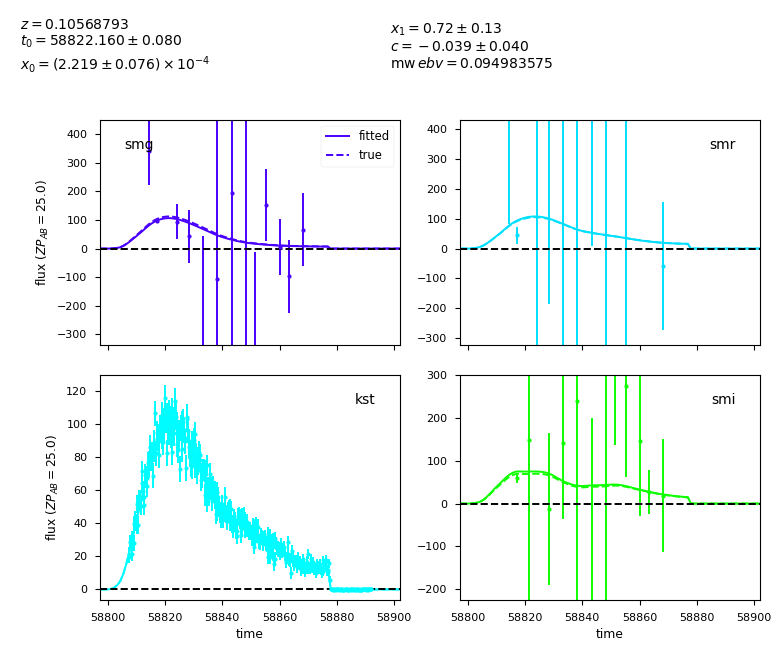 z = 0.10568793
t₀ = 58822.160 ± 0.080
x₀ = (2.219 ± 0.076) × 10⁻⁴
x₁ = 0.72 ± 0.13
c = −0.039 ± 0.040
mw ebv = 0.094983575
smg
fitted
true
400
300
200
100
0
−100
−200
−300
flux (ZP_AB = 25.0)
smr
400
300
200
100
0
−100
−200
−300
kst
120
100
80
60
40
20
0
flux (ZP_AB = 25.0)
58800 58820 58840 58860 58880 58900
time
smi
300
200
100
0
−100
−200
58800 58820 58840 58860 58880 58900
time